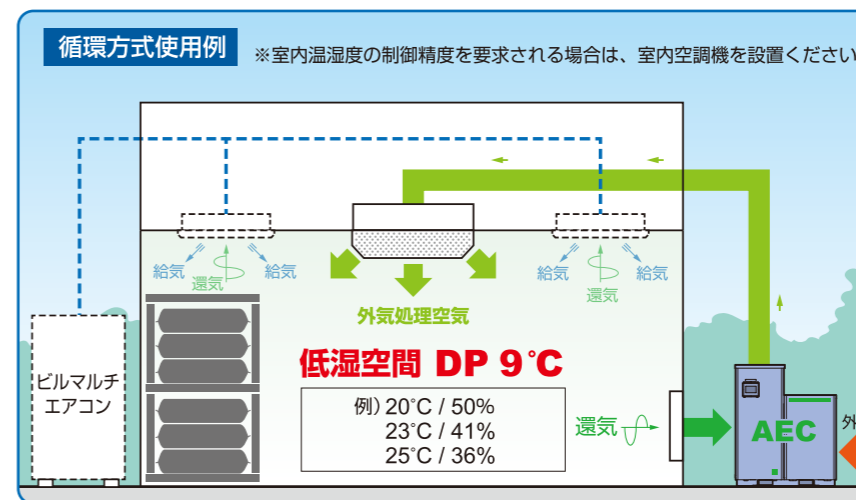 循環方式使用例
※室内温湿度の制御精度を要求される場合は、室内空調機を設置ください
給気
還気
給気
給気
還気
給気
外気処理空気
低湿空間 DP 9℃
ビルマルチ
エアコン
例）20℃ / 50%
23℃ / 41%
25℃ / 36%
還気
AEC
外